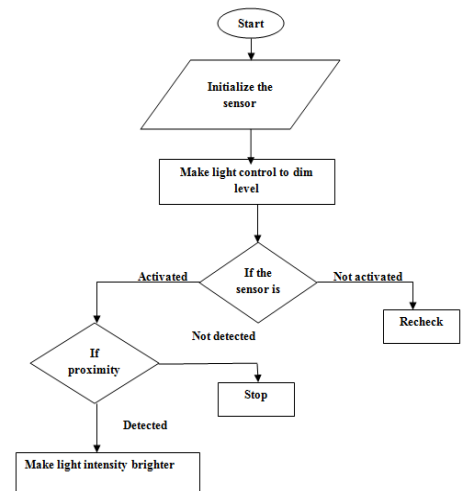 Start
Initialize the
sensor
Make light control to dim
level
If the
sensor is
Activated
Not activated
Recheck
Not detected
If
proximity
Stop
Detected
Make light intensity brighter